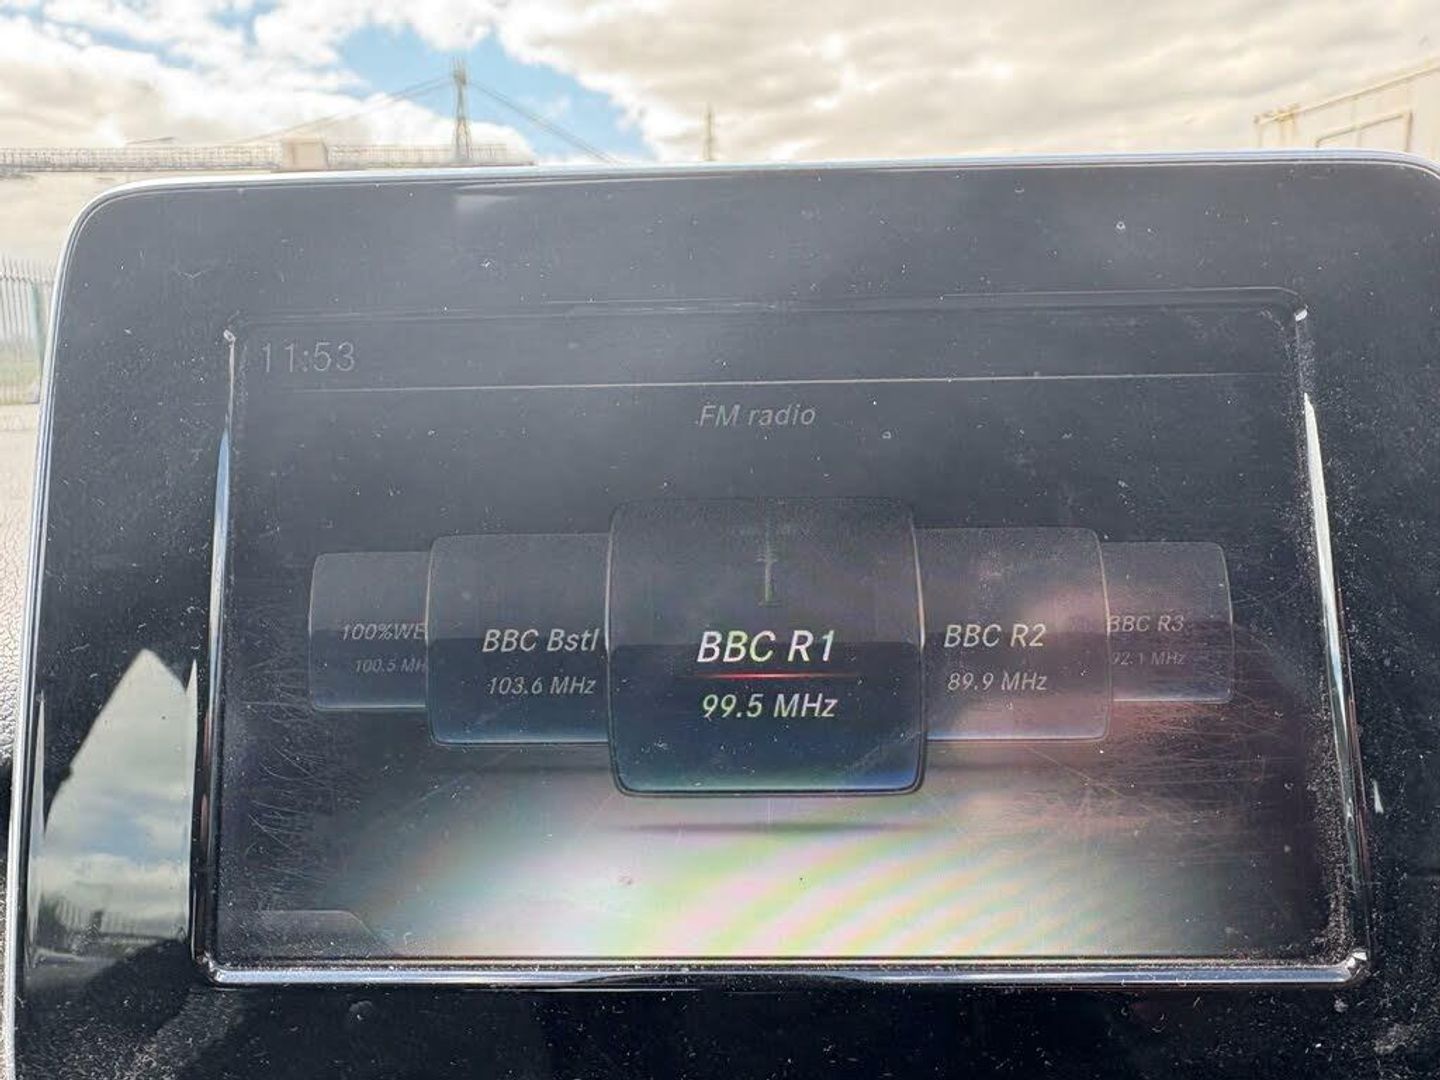 11:53
FM radio
100%WE
100.5 MH
BBC Bstl
103.6 MHz
BBC R1
99.5 MHz
BBC R2
89.9 MHz
BBC R3
92.1 MHz